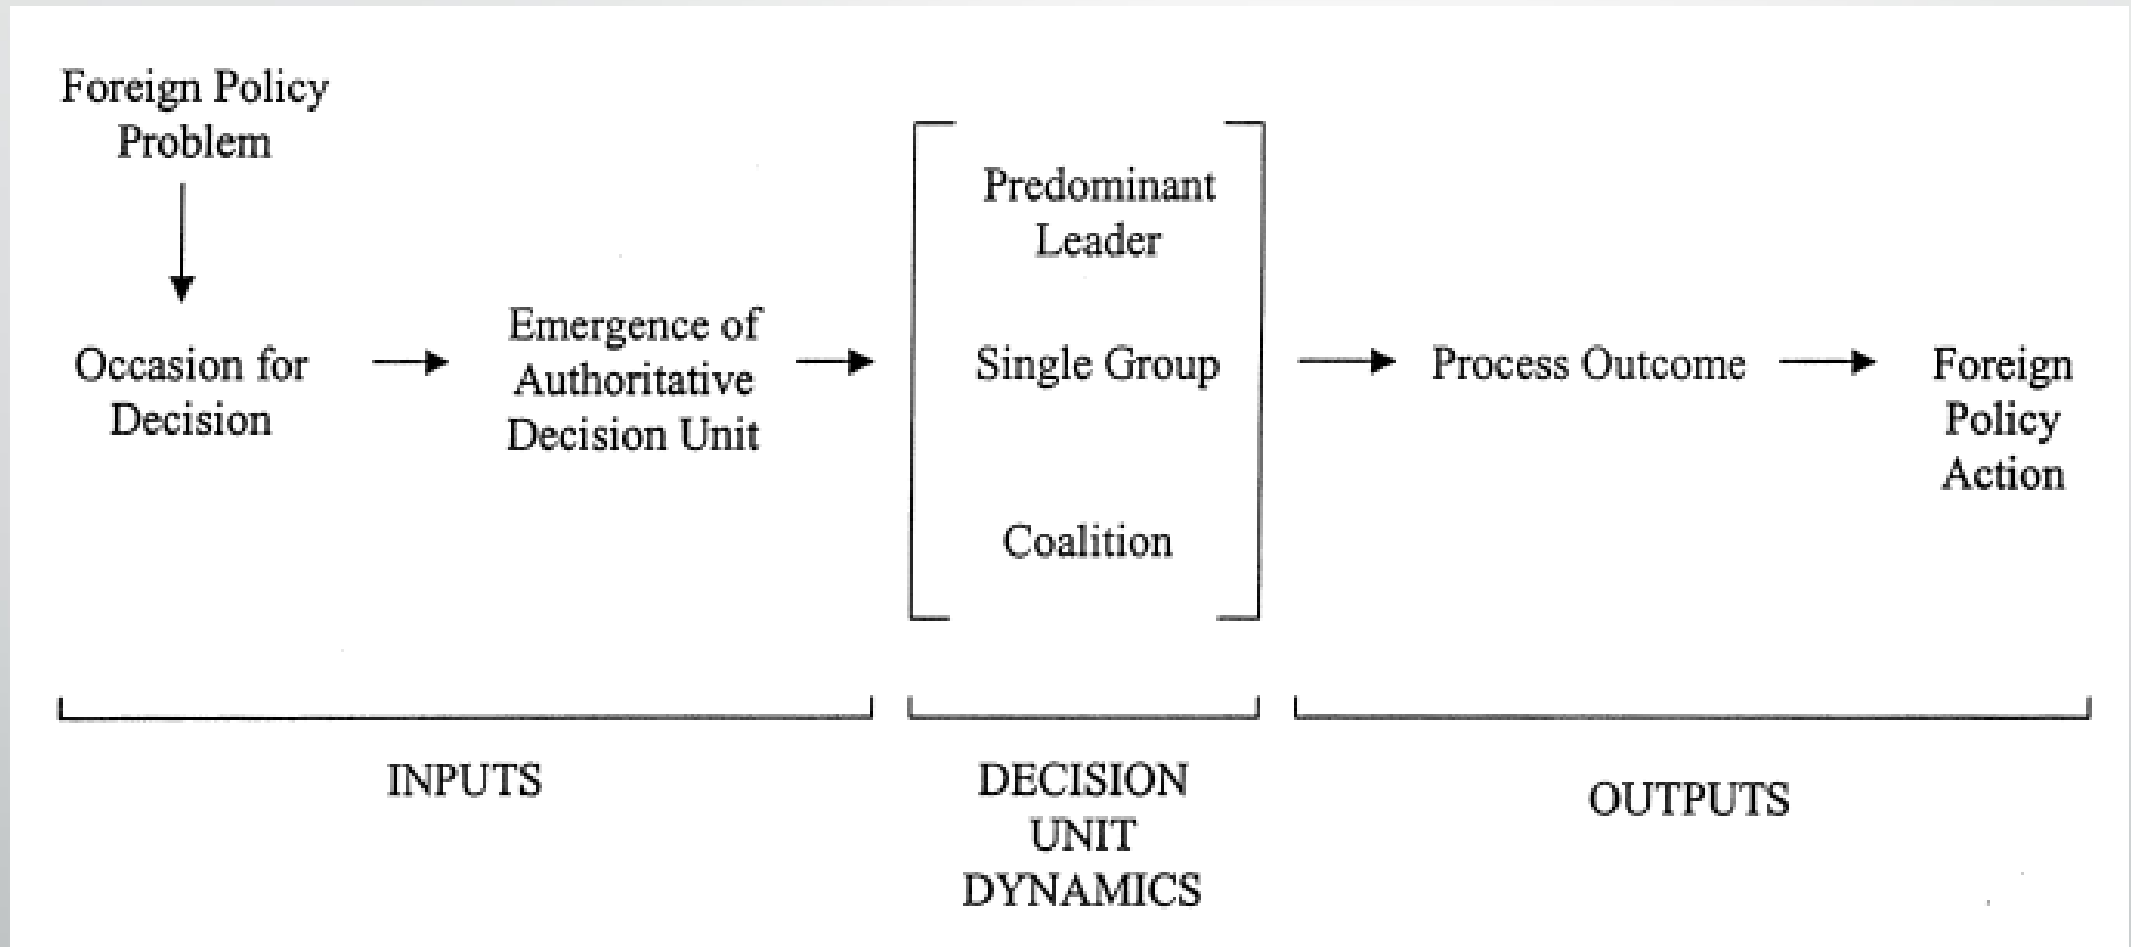 Foreign Policy
Problem
Occasion for
Decision
Emergence of
Authoritative
Decision Unit
Predominant
Leader
Single Group
Coalition
Process Outcome
Foreign
Policy
Action
INPUTS
DECISION
UNIT
DYNAMICS
OUTPUTS